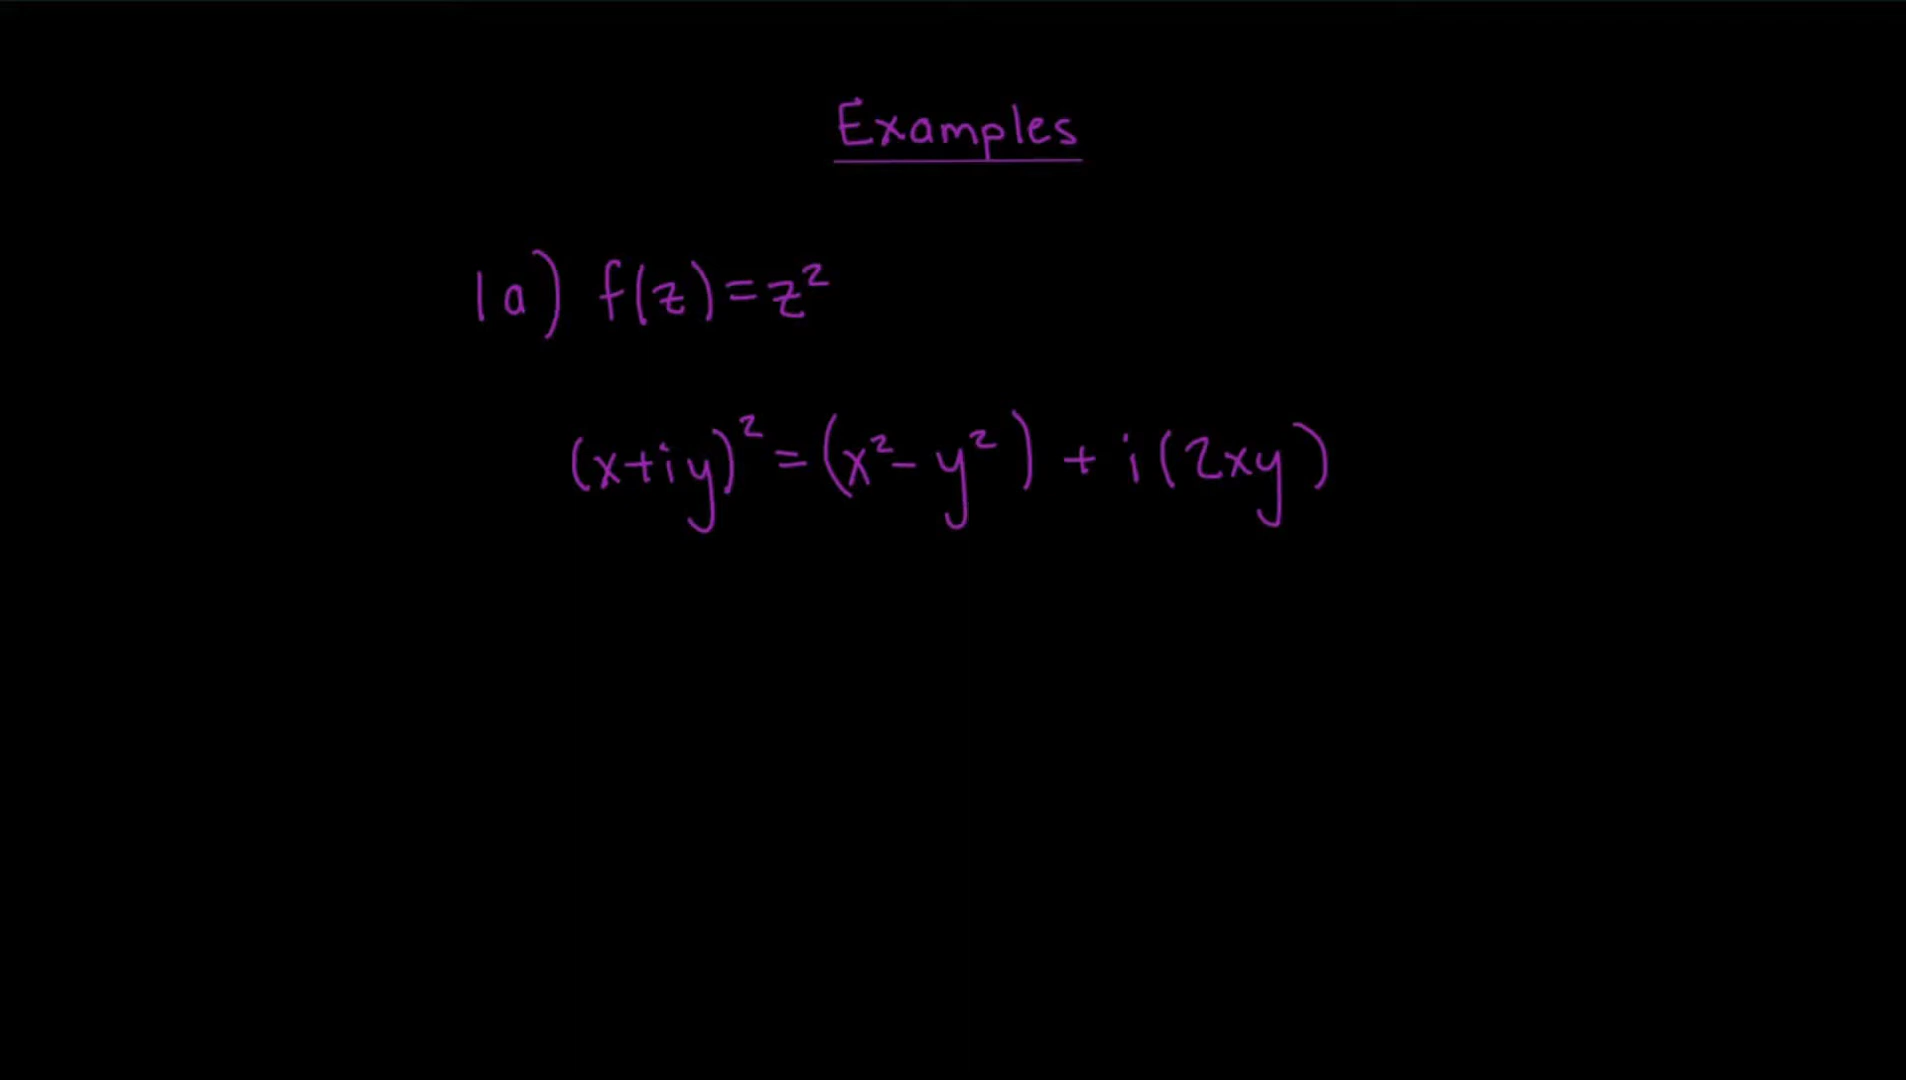 Examples
1a) f(z)=z²
(x+iy)² = (x²-y²) + i(2xy)